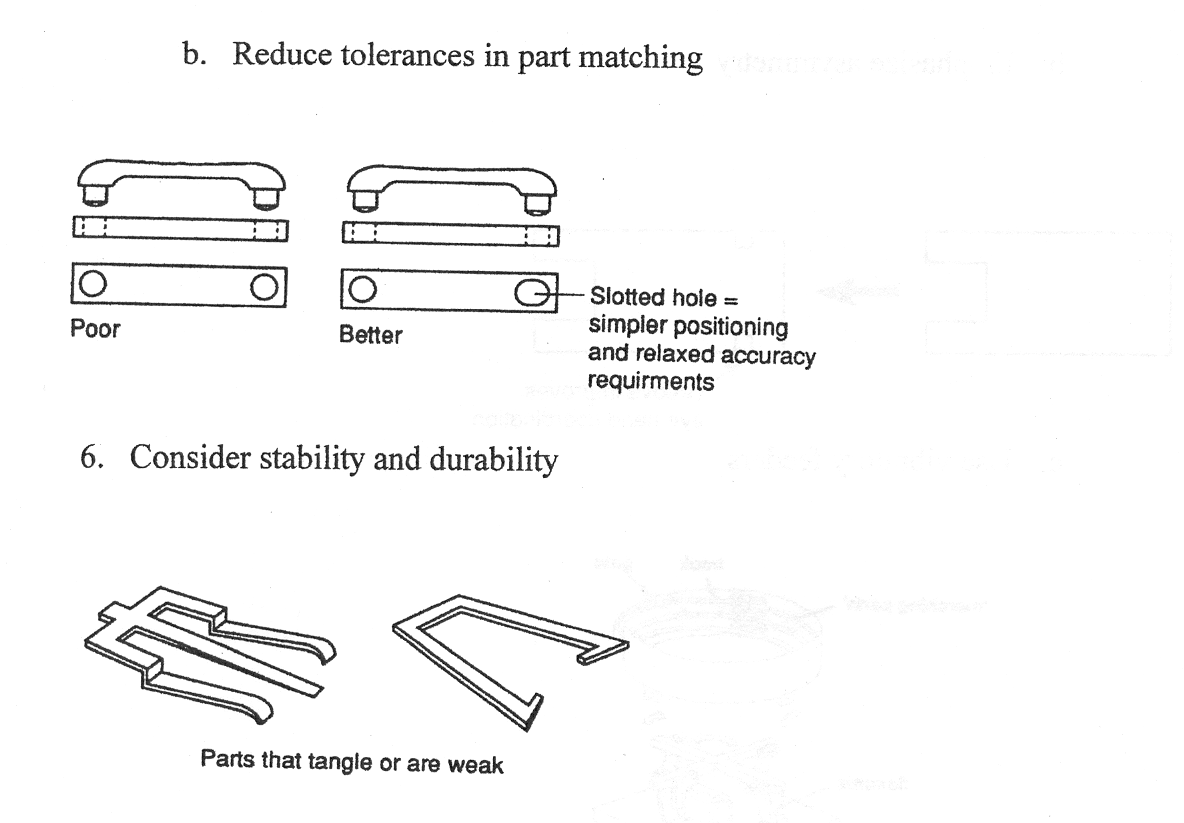 b. Reduce tolerances in part matching
Poor
Better
Slotted hole =
simpler positioning
and relaxed accuracy
requirments
6. Consider stability and durability
Parts that tangle or are weak